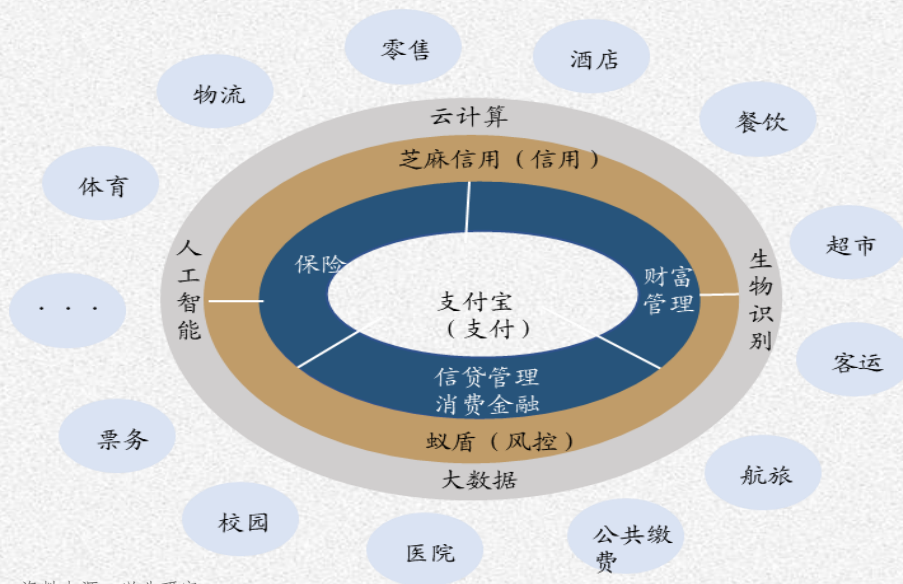 零售
酒店
物流
餐饮
云计算
芝麻信用（信用）
体育
超市
人工智能
保险
财富
管理
生物识别
支付宝
（支付）
· · ·
客运
信贷管理
消费金融
票务
蚁盾（风控）
航旅
大数据
校园
医院
公共缴
费